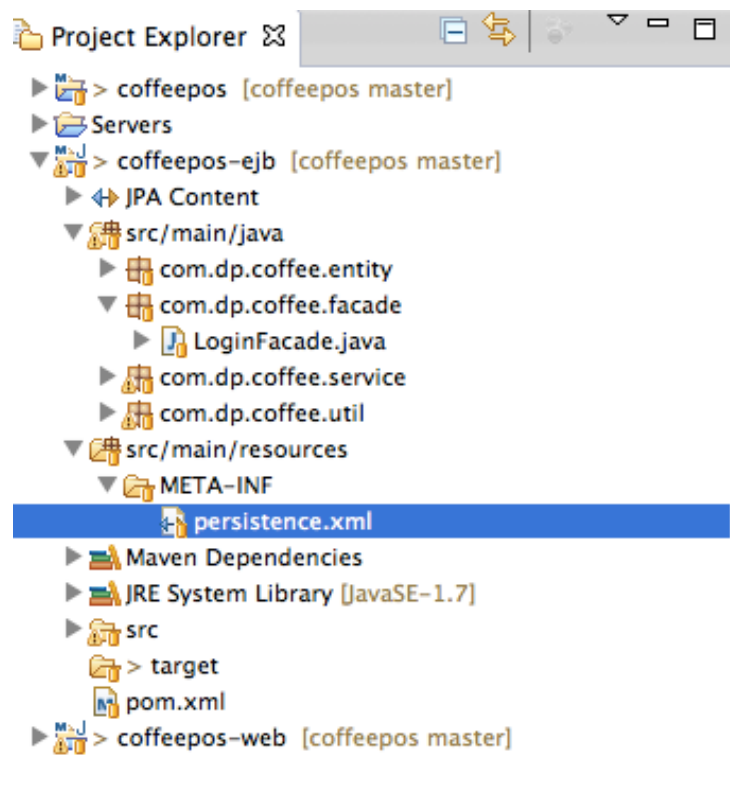 Project Explorer
> coffeepos [coffeepos master]
Servers
> coffeepos-ejb [coffeepos master]
JPA Content
src/main/java
com.dp.coffee.entity
com.dp.coffee.facade
LoginFacade.java
com.dp.coffee.service
com.dp.coffee.util
src/main/resources
META-INF
persistence.xml
Maven Dependencies
JRE System Library [JavaSE-1.7]
src
> target
pom.xml
> coffeepos-web [coffeepos master]